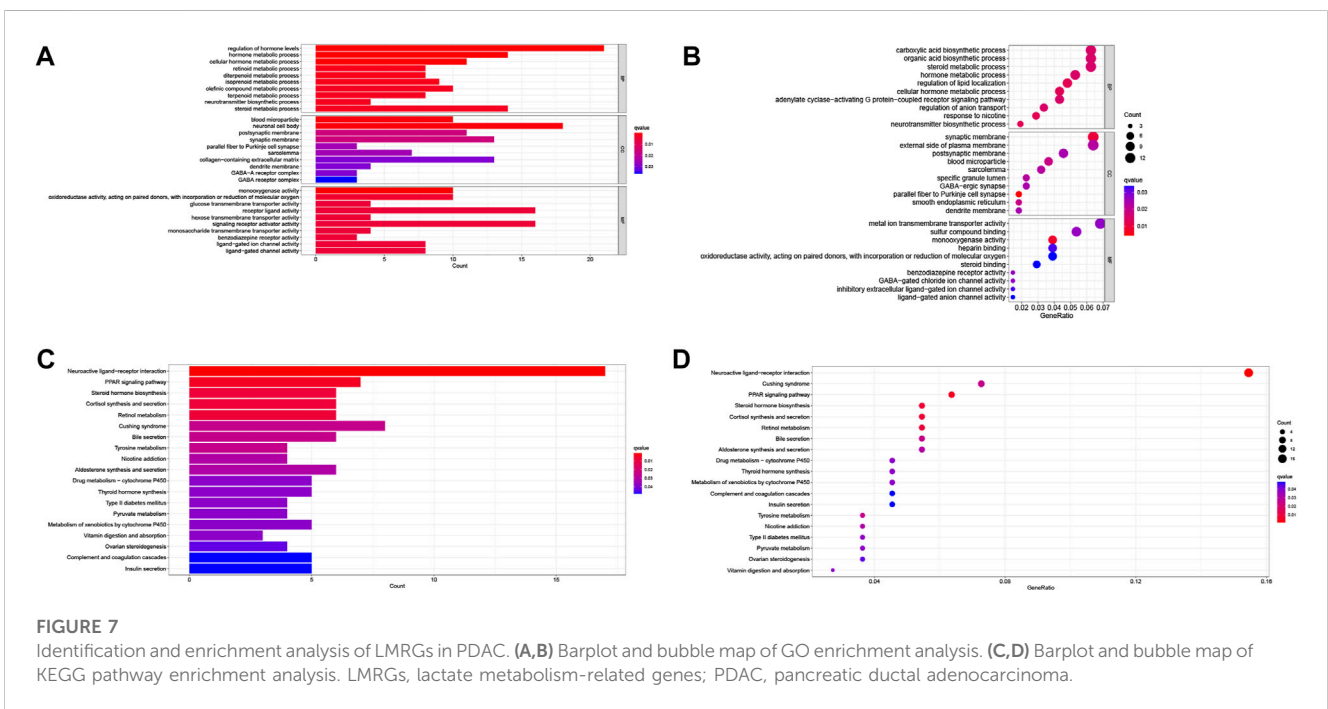 A
regulation of hormone levels
hormone metabolic process
cellular hormone metabolic process
retinoid metabolic process
diterpenoid metabolic process
isoprenoid metabolic process
olefinic compound metabolic process
terpenoid metabolic process
neurotransmitter biosynthetic process
steroid metabolic process
BP
blood microparticle
neuronal cell body
postsynaptic membrane
synaptic membrane
parallel fiber to Purkinje cell synapse
sarcolemma
collagen-containing extracellular matrix
dendrite membrane
GABA-A receptor complex
GABA receptor complex
CC
monooxygenase activity
oxidoreductase activity, acting on paired donors, with incorporation or reduction of molecular oxygen
glucose transmembrane transporter activity
receptor ligand activity
hexose transmembrane transporter activity
signaling receptor activator activity
monosaccharide transmembrane transporter activity
benzodiazepine receptor activity
ligand-gated ion channel activity
ligand-gated channel activity
MF
0 5 10 15 20
Count
qvalue
0.01
0.02
0.03
B
carboxylic acid biosynthetic process
organic acid biosynthetic process
steroid metabolic process
hormone metabolic process
regulation of lipid localization
cellular hormone metabolic process
adenylate cyclase-activating G protein-coupled receptor signaling pathway
regulation of anion transport
response to nicotine
neurotransmitter biosynthetic process
BP
synaptic membrane
external side of plasma membrane
postsynaptic membrane
blood microparticle
sarcolemma
specific granule lumen
GABA-ergic synapse
parallel fiber to Purkinje cell synapse
smooth endoplasmic reticulum
dendrite membrane
CC
metal ion transmembrane transporter activity
sulfur compound binding
monooxygenase activity
heparin binding
oxidoreductase activity, acting on paired donors, with incorporation or reduction of molecular oxygen
steroid binding
benzodiazepine receptor activity
GABA-gated chloride ion channel activity
inhibitory extracellular ligand-gated ion channel activity
ligand-gated anion channel activity
MF
0.02 0.03 0.04 0.05 0.06 0.07
GeneRatio
Count
3
6
9
12
qvalue
0.03
0.02
0.01
C
Neuroactive ligand-receptor interaction
PPAR signaling pathway
Steroid hormone biosynthesis
Cortisol synthesis and secretion
Retinol metabolism
Cushing syndrome
Bile secretion
Tyrosine metabolism
Nicotine addiction
Aldosterone synthesis and secretion
Drug metabolism − cytochrome P450
Thyroid hormone synthesis
Type II diabetes mellitus
Pyruvate metabolism
Metabolism of xenobiotics by cytochrome P450
Vitamin digestion and absorption
Ovarian steroidogenesis
Complement and coagulation cascades
Insulin secretion
0 5 10 15
Count
qvalue
0.01
0.02
0.03
0.04
D
Neuroactive ligand-receptor interaction
Cushing syndrome
PPAR signaling pathway
Steroid hormone biosynthesis
Cortisol synthesis and secretion
Retinol metabolism
Bile secretion
Aldosterone synthesis and secretion
Drug metabolism − cytochrome P450
Thyroid hormone synthesis
Metabolism of xenobiotics by cytochrome P450
Complement and coagulation cascades
Insulin secretion
Tyrosine metabolism
Nicotine addiction
Type II diabetes mellitus
Pyruvate metabolism
Ovarian steroidogenesis
Vitamin digestion and absorption
0.04 0.08 0.12 0.16
GeneRatio
Count
4
8
12
16
qvalue
0.04
0.03
0.02
0.01
FIGURE 7
Identification and enrichment analysis of LMRGs in PDAC. (A,B) Barplot and bubble map of GO enrichment analysis. (C,D) Barplot and bubble map of
KEGG pathway enrichment analysis. LMRGs, lactate metabolism-related genes; PDAC, pancreatic ductal adenocarcinoma.